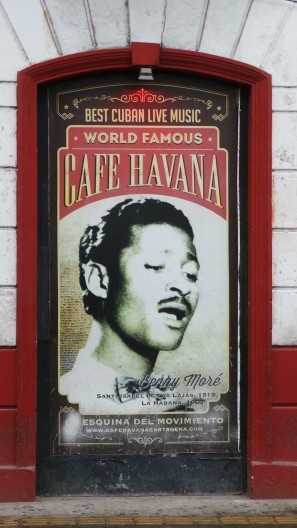 BEST CUBAN LIVE MUSIC
• WORLD FAMOUS •
CAFE HAVANA
Benny Moré
SANTA ISABEL DE LAS LAJAS, 1919
LA HABANA, 1963
ESQUINA DEL MOVIMIENTO
WWW.CAFEHAVANACARTAGENA.COM